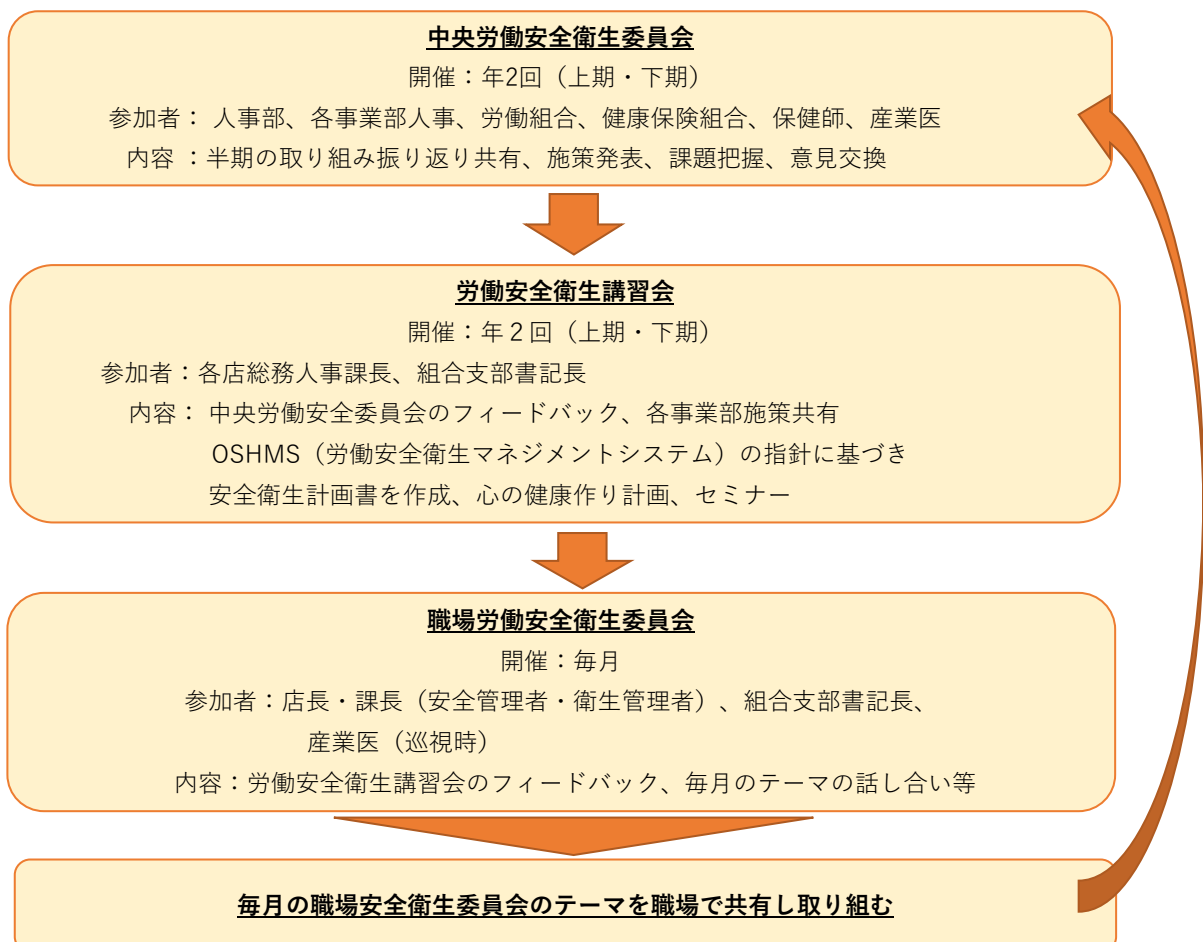 中央労働安全衛生委員会
開催：年2回（上期・下期）
参加者： 人事部、各事業部人事、労働組合、健康保険組合、保健師、産業医
内容 ：半期の取り組み振り返り共有、施策発表、課題把握、意見交換
労働安全衛生講習会
開催：年２回（上期・下期）
参加者：各店総務人事課長、組合支部書記長
内容： 中央労働安全委員会のフィードバック、各事業部施策共有
OSHMS（労働安全衛生マネジメントシステム）の指針に基づき
安全衛生計画書を作成、心の健康作り計画、セミナー
職場労働安全衛生委員会
開催：毎月
参加者：店長・課長（安全管理者・衛生管理者）、組合支部書記長、
産業医（巡視時）
内容：労働安全衛生講習会のフィードバック、毎月のテーマの話し合い等
毎月の職場安全衛生委員会のテーマを職場で共有し取り組む